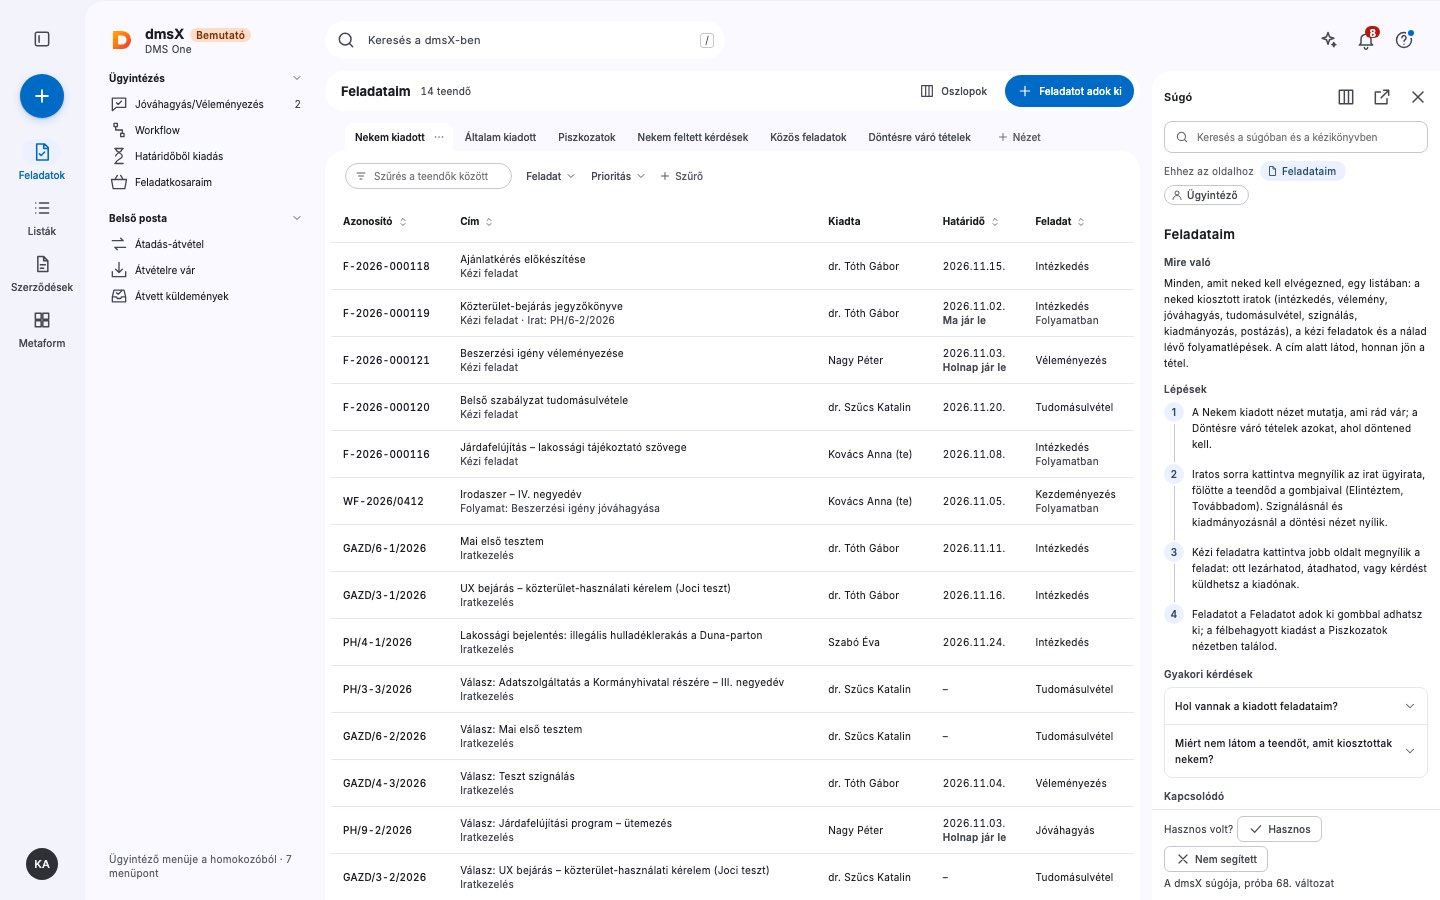 dmsX Bemutató
DMS One
Keresés a dmsX-ben /
8
Feladatok
Listák
Szerződések
Metaform
KA
Ügyintézés
Jóváhagyás/Véleményezés 2
Workflow
Határidőből kiadás
Feladatkosaraim
Belső posta
Átadás-átvétel
Átvételre vár
Átvett küldemények
Ügyintéző menüje a homokozóból · 7
menüpont
Feladataim 14 teendő
Oszlopok
Feladatot adok ki
Nekem kiadott ··· Általam kiadott Piszkozatok Nekem feltett kérdések Közös feladatok Döntésre váró tételek + Nézet
Szűrés a teendők között Feladat Prioritás + Szűrő
Azonosító Cím Kiadta Határidő Feladat
F-2026-000118 Ajánlatkérés előkészítése dr. Tóth Gábor 2026.11.15. Intézkedés
Kézi feladat
F-2026-000119 Közterület-bejárás jegyzőkönyve dr. Tóth Gábor 2026.11.02. Intézkedés
Kézi feladat · Irat: PH/6-2/2026 Ma jár le Folyamatban
F-2026-000121 Beszerzési igény véleményezése Nagy Péter 2026.11.03. Véleményezés
Kézi feladat Holnap jár le
F-2026-000120 Belső szabályzat tudomásulvétele dr. Szűcs Katalin 2026.11.20. Tudomásulvétel
Kézi feladat
F-2026-000116 Járdafelújítás – lakossági tájékoztató szövege Kovács Anna (te) 2026.11.08. Intézkedés
Kézi feladat Folyamatban
WF-2026/0412 Irodaszer – IV. negyedév Kovács Anna (te) 2026.11.05. Kezdeményezés
Folyamat: Beszerzési igény jóváhagyása Folyamatban
GAZD/6-1/2026 Mai első tesztem dr. Tóth Gábor 2026.11.11. Intézkedés
Iratkezelés
GAZD/3-1/2026 UX bejárás – közterület-használati kérelem (Joci teszt) dr. Tóth Gábor 2026.11.16. Intézkedés
Iratkezelés
PH/4-1/2026 Lakossági bejelentés: illegális hulladéklerakás a Duna-parton Szabó Éva 2026.11.24. Intézkedés
Iratkezelés
PH/3-3/2026 Válasz: Adatszolgáltatás a Kormányhivatal részére – III. negyedév dr. Szűcs Katalin – Tudomásulvétel
Iratkezelés
GAZD/6-2/2026 Válasz: Mai első tesztem dr. Szűcs Katalin – Tudomásulvétel
Iratkezelés
GAZD/4-3/2026 Válasz: Teszt szignálás dr. Tóth Gábor 2026.11.04. Véleményezés
Iratkezelés
PH/9-2/2026 Válasz: Járdafelújítási program – ütemezés Nagy Péter 2026.11.03. Jóváhagyás
Iratkezelés Holnap jár le
GAZD/3-2/2026 Válasz: UX bejárás – közterület-használati kérelem (Joci teszt) dr. Szűcs Katalin – Tudomásulvétel
Iratkezelés
Súgó
Keresés a súgóban és a kézikönyvben
Ehhez az oldalhoz Feladataim
Ügyintéző
Feladataim
Mire való
Minden, amit neked kell elvégezned, egy listában: a
neked kiosztott iratok (intézkedés, vélemény,
jóváhagyás, tudomásulvétel, szignálás,
kiadmányozás, postázás), a kézi feladatok és a nálad
lévő folyamatlépések. A cím alatt látod, honnan jön a
tétel.
Lépések
1 A Nekem kiadott nézet mutatja, ami rád vár; a
Döntésre váró tételek azokat, ahol döntened
kell.
2 Iratos sorra kattintva megnyílik az irat ügyirata,
fölötte a teendőd a gombjaival (Elintéztem,
Továbbadom). Szignálásnál és
kiadmányozásnál a döntési nézet nyílik.
3 Kézi feladatra kattintva jobb oldalt megnyílik a
feladat: ott lezárhatod, átadhatod, vagy kérdést
küldhetsz a kiadónak.
4 Feladatot a Feladatot adok ki gombbal adhatsz
ki; a félbehagyott kiadást a Piszkozatok
nézetben találod.
Gyakori kérdések
Hol vannak a kiadott feladataim?
Miért nem látom a teendőt, amit kiosztottak
nekem?
Kapcsolódó
Hasznos volt? Hasznos
Nem segített
A dmsX súgója, próba 68. változat